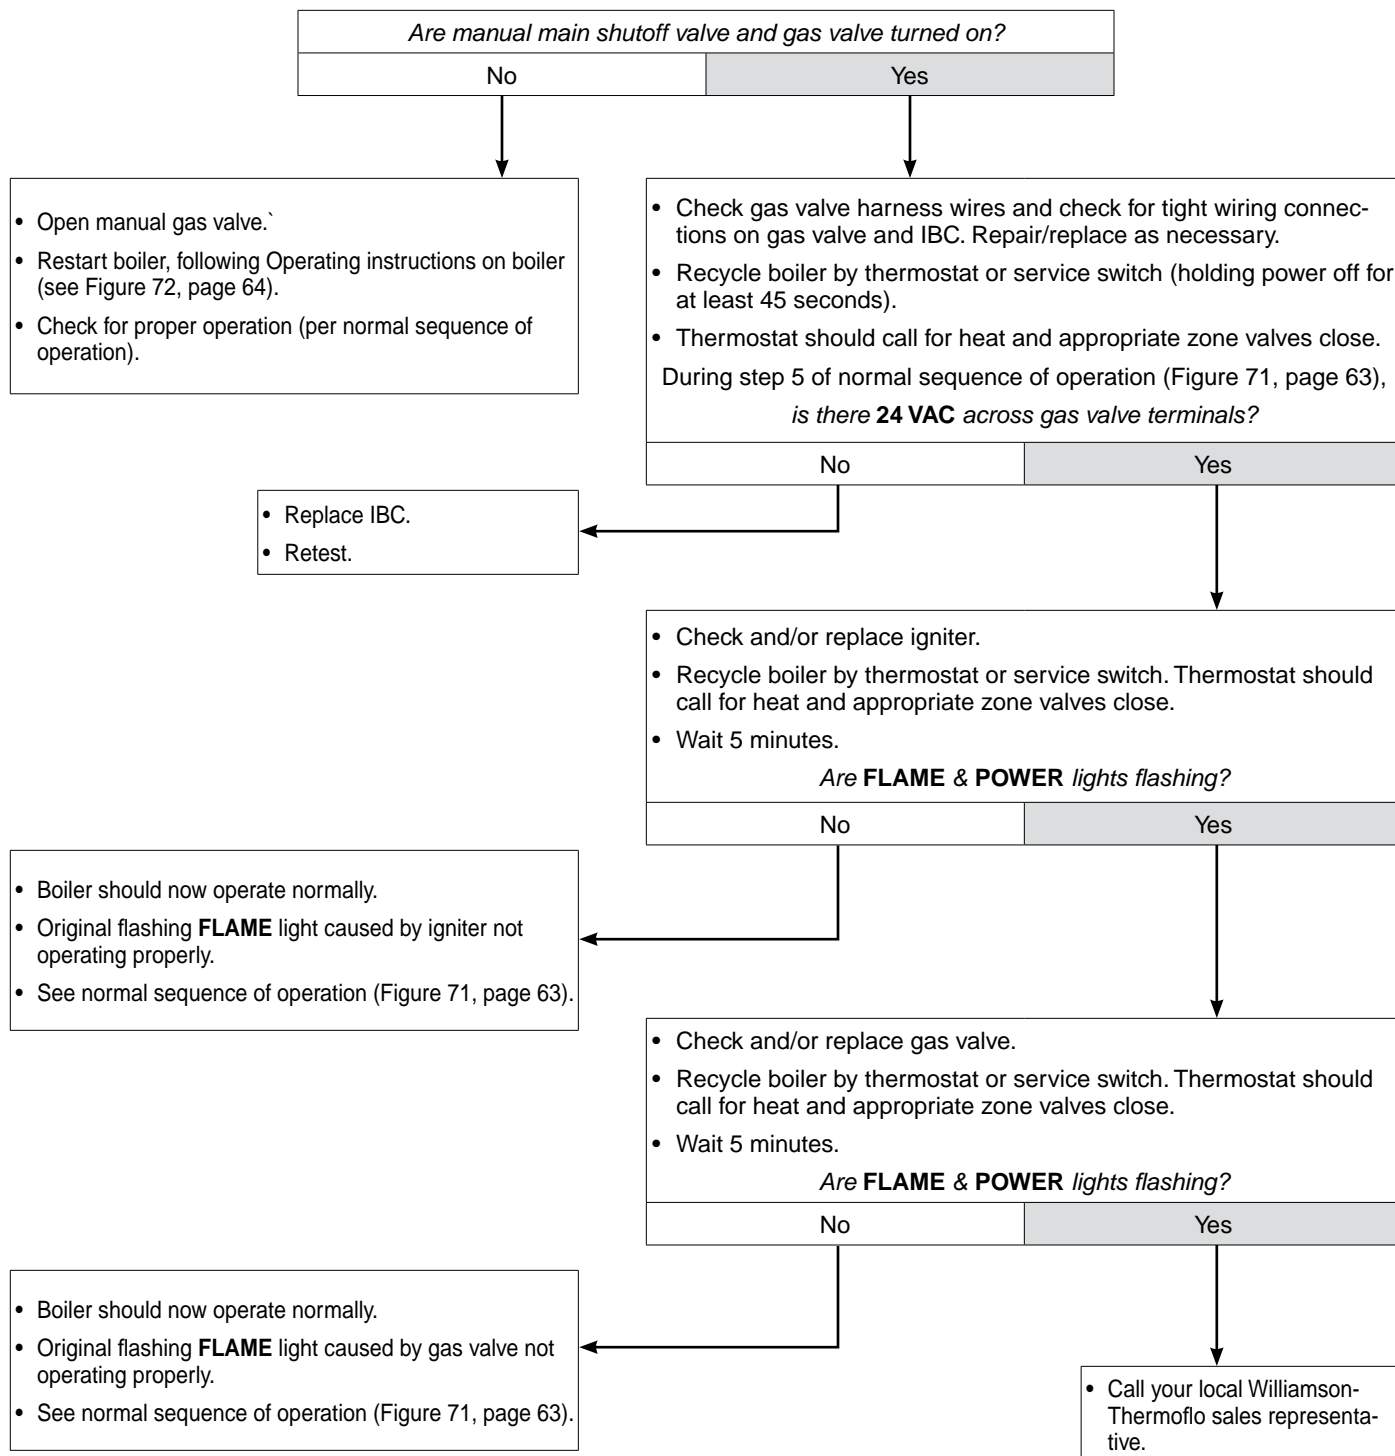 Are manual main shutoff valve and gas valve turned on?
No
Yes
• Open manual gas valve.`
• Restart boiler, following Operating instructions on boiler
(see Figure 72, page 64).
• Check for proper operation (per normal sequence of
operation).
• Check gas valve harness wires and check for tight wiring connec-
tions on gas valve and IBC. Repair/replace as necessary.
• Recycle boiler by thermostat or service switch (holding power off for
at least 45 seconds).
• Thermostat should call for heat and appropriate zone valves close.
During step 5 of normal sequence of operation (Figure 71, page 63),
is there 24 VAC across gas valve terminals?
No
Yes
• Replace IBC.
• Retest.
• Check and/or replace igniter.
• Recycle boiler by thermostat or service switch. Thermostat should
call for heat and appropriate zone valves close.
• Wait 5 minutes.
Are FLAME & POWER lights flashing?
No
Yes
• Boiler should now operate normally.
• Original flashing FLAME light caused by igniter not
operating properly.
• See normal sequence of operation (Figure 71, page 63).
• Check and/or replace gas valve.
• Recycle boiler by thermostat or service switch. Thermostat should
call for heat and appropriate zone valves close.
• Wait 5 minutes.
Are FLAME & POWER lights flashing?
No
Yes
• Boiler should now operate normally.
• Original flashing FLAME light caused by gas valve not
operating properly.
• See normal sequence of operation (Figure 71, page 63).
• Call your local Williamson-
Thermoflo sales representa-
tive.